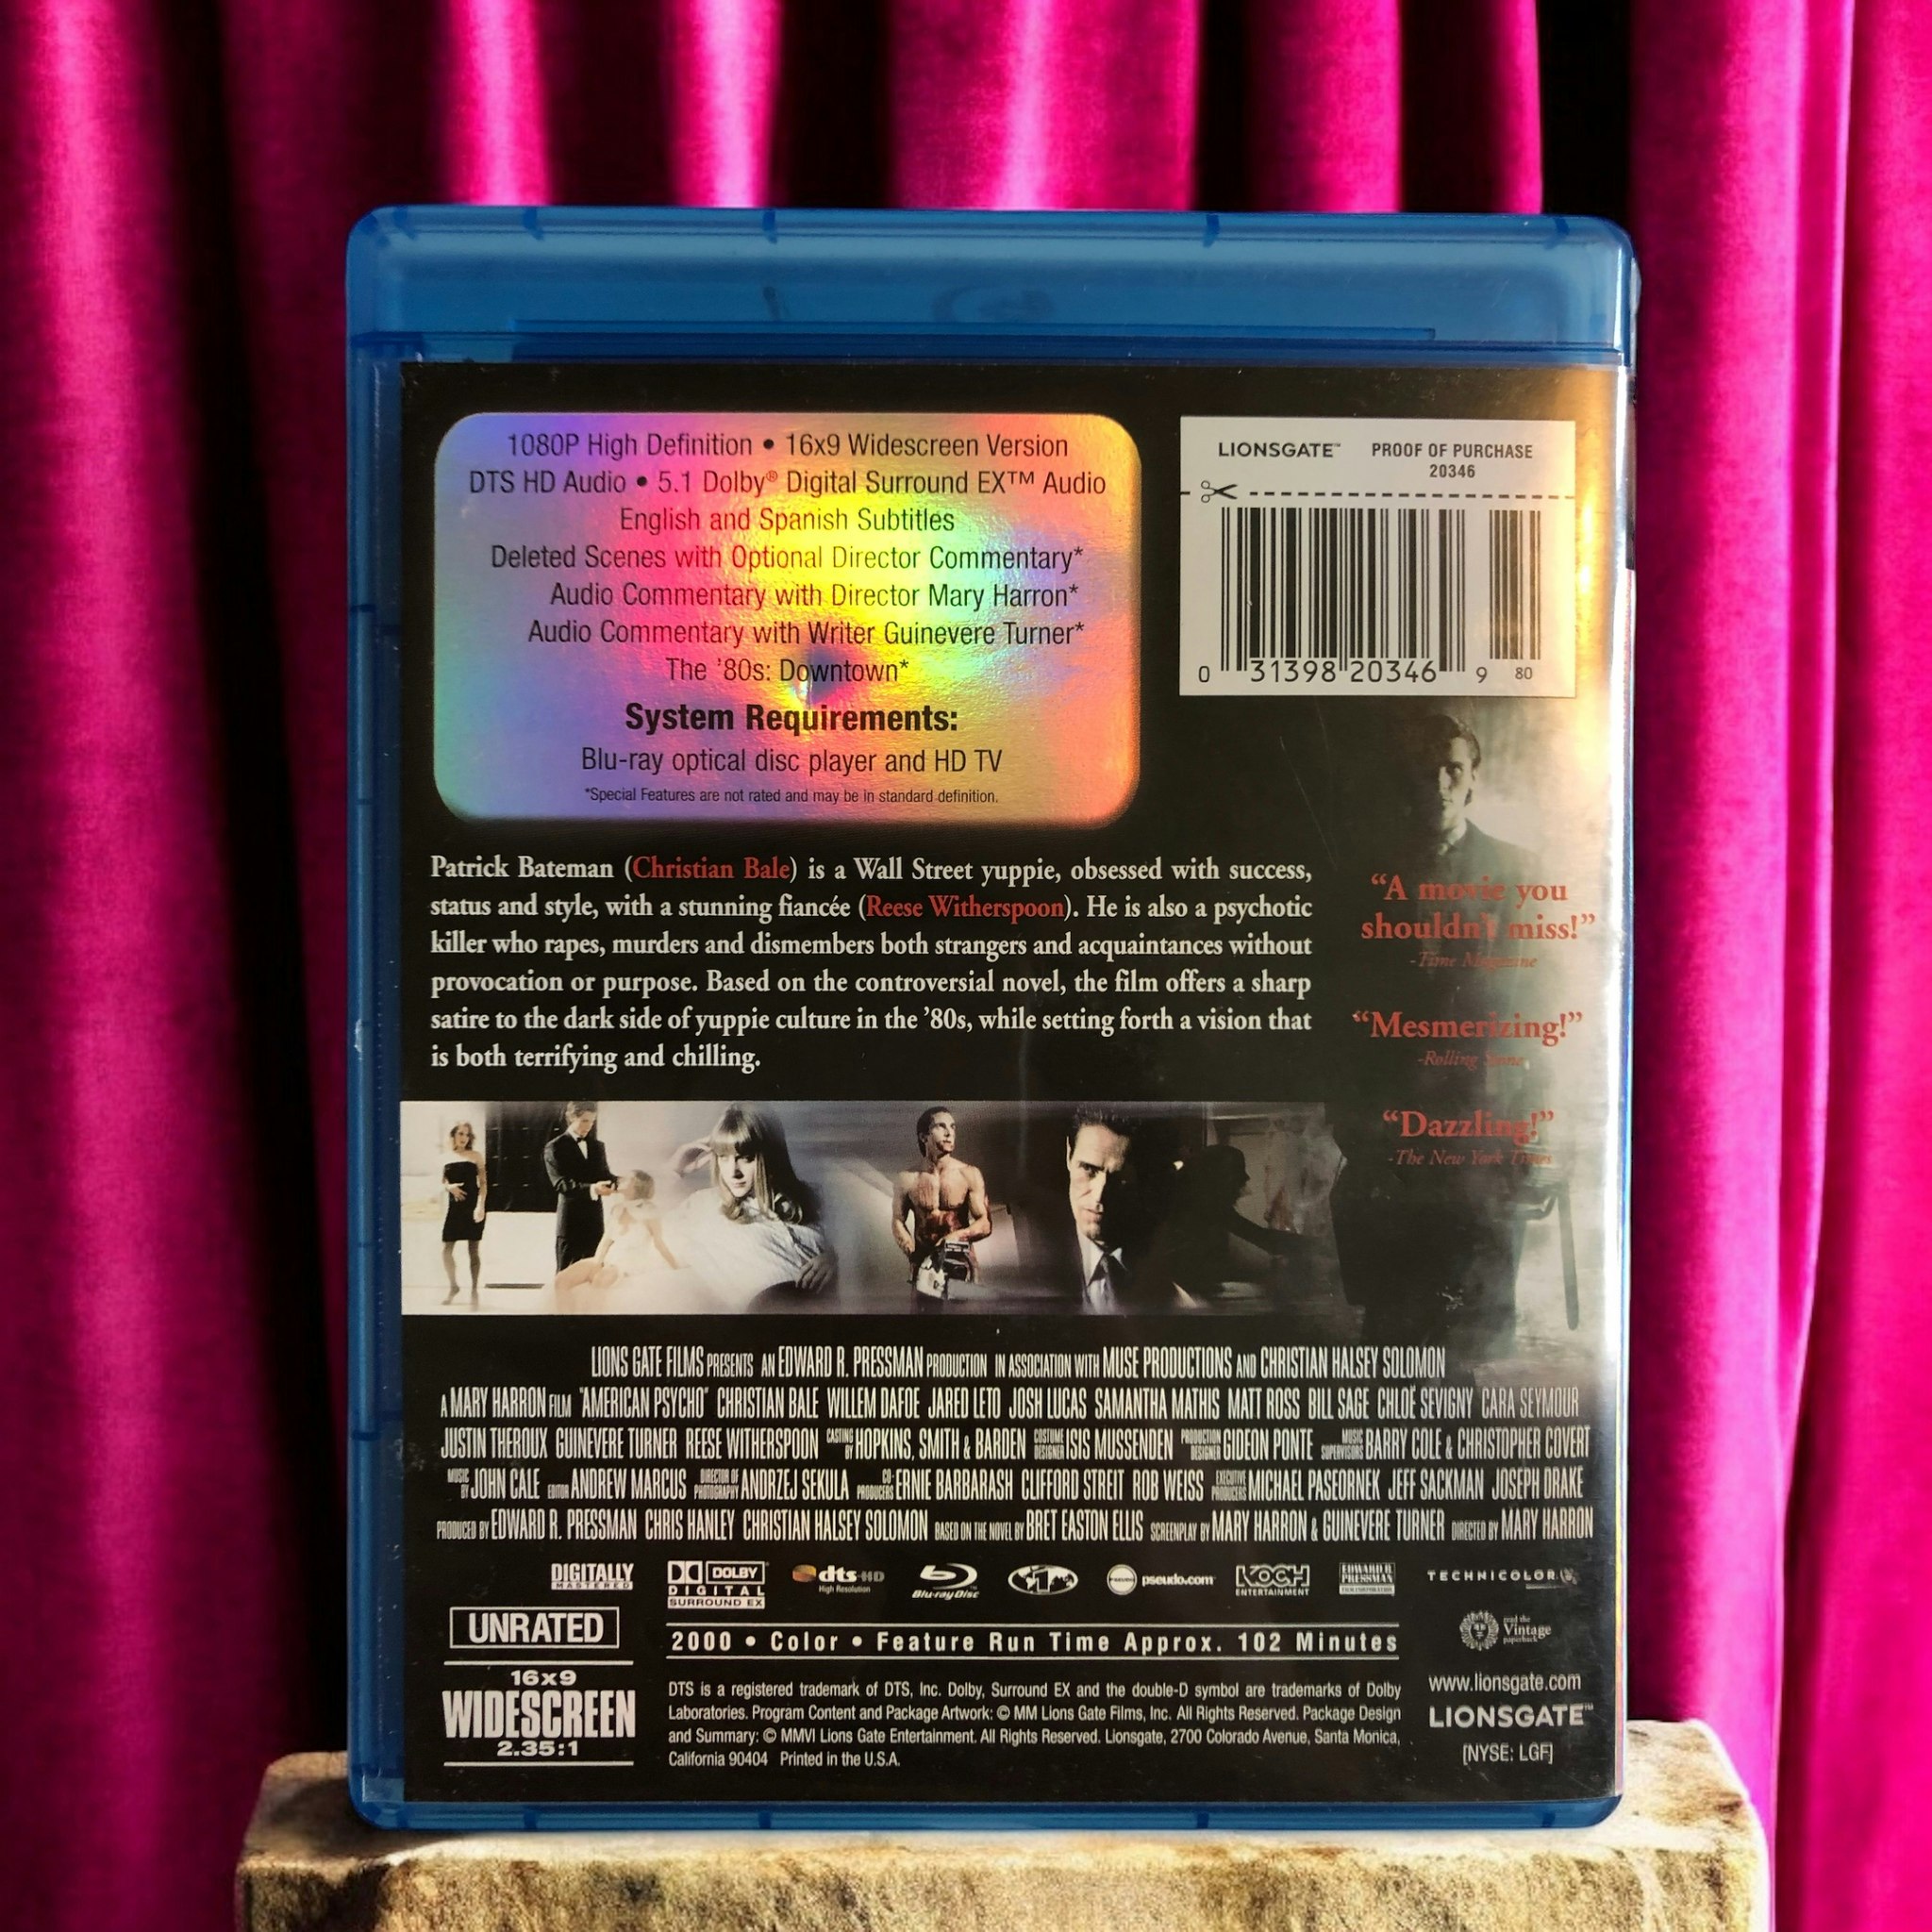 1080P High Definition • 16x9 Widescreen Version
DTS HD Audio • 5.1 Dolby® Digital Surround EX™ Audio
English and Spanish Subtitles
Deleted Scenes with Optional Director Commentary*
Audio Commentary with Director Mary Harron*
Audio Commentary with Writer Guinevere Turner*
The ’80s: Downtown*
System Requirements:
Blu-ray optical disc player and HD TV
*Special Features are not rated and may be in standard definition.
LIONSGATE™ PROOF OF PURCHASE
20346
0 31398 20346 9 80
Patrick Bateman (Christian Bale) is a Wall Street yuppie, obsessed with success,
status and style, with a stunning fiancée (Reese Witherspoon). He is also a psychotic
killer who rapes, murders and dismembers both strangers and acquaintances without
provocation or purpose. Based on the controversial novel, the film offers a sharp
satire to the dark side of yuppie culture in the ’80s, while setting forth a vision that
is both terrifying and chilling.
“A movie you
shouldn't miss!”
-Time Magazine
“Mesmerizing!”
-Rolling Stone
“Dazzling!”
-The New York Times
LIONS GATE FILMS PRESENTS AN EDWARD R. PRESSMAN PRODUCTION IN ASSOCIATION WITH MUSE PRODUCTIONS AND CHRISTIAN HALSEY SOLOMON
A MARY HARRON FILM "AMERICAN PSYCHO" CHRISTIAN BALE WILLEM DAFOE JARED LETO JOSH LUCAS SAMANTHA MATHIS MATT ROSS BILL SAGE CHLOË SEVIGNY CARA SEYMOUR
JUSTIN THEROUX GUINEVERE TURNER REESE WITHERSPOON CASTING BY HOPKINS, SMITH & BARDEN COSTUME DESIGNER ISIS MUSSENDEN PRODUCTION DESIGNER GIDEON PONTE MUSIC SUPERVISORS BARRY COLE & CHRISTOPHER COVERT
MUSIC BY JOHN CALE EDITOR ANDREW MARCUS DIRECTOR OF PHOTOGRAPHY ANDRZEJ SEKULA CO-PRODUCERS ERNIE BARBARASH CLIFFORD STREIT ROB WEISS EXECUTIVE PRODUCERS MICHAEL PASEORNEK JEFF SACKMAN JOSEPH DRAKE
PRODUCED BY EDWARD R. PRESSMAN CHRIS HANLEY CHRISTIAN HALSEY SOLOMON BASED ON THE NOVEL BY BRET EASTON ELLIS SCREENPLAY BY MARY HARRON & GUINEVERE TURNER DIRECTED BY MARY HARRON
DIGITALLY
MASTERED
DOLBY
DIGITAL
SURROUND EX
dts-HD
High Resolution
Blu-ray Disc™
1
PSEUDO pseudo.com
KOCH
ENTERTAINMENT
EDWARD R.
PRESSMAN
TECHNICOLOR
UNRATED
2000 • Color • Feature Run Time Approx. 102 Minutes
read the
Vintage
paperback
16x9
WIDESCREEN
2.35:1
DTS is a registered trademark of DTS, Inc. Dolby, Surround EX and the double-D symbol are trademarks of Dolby
Laboratories. Program Content and Package Artwork: © MM Lions Gate Films, Inc. All Rights Reserved. Package Design
and Summary: © MMVI Lions Gate Entertainment. All Rights Reserved. Lionsgate, 2700 Colorado Avenue, Santa Monica,
California 90404 Printed in the U.S.A.
www.lionsgate.com
LIONSGATE™
[NYSE: LGF]